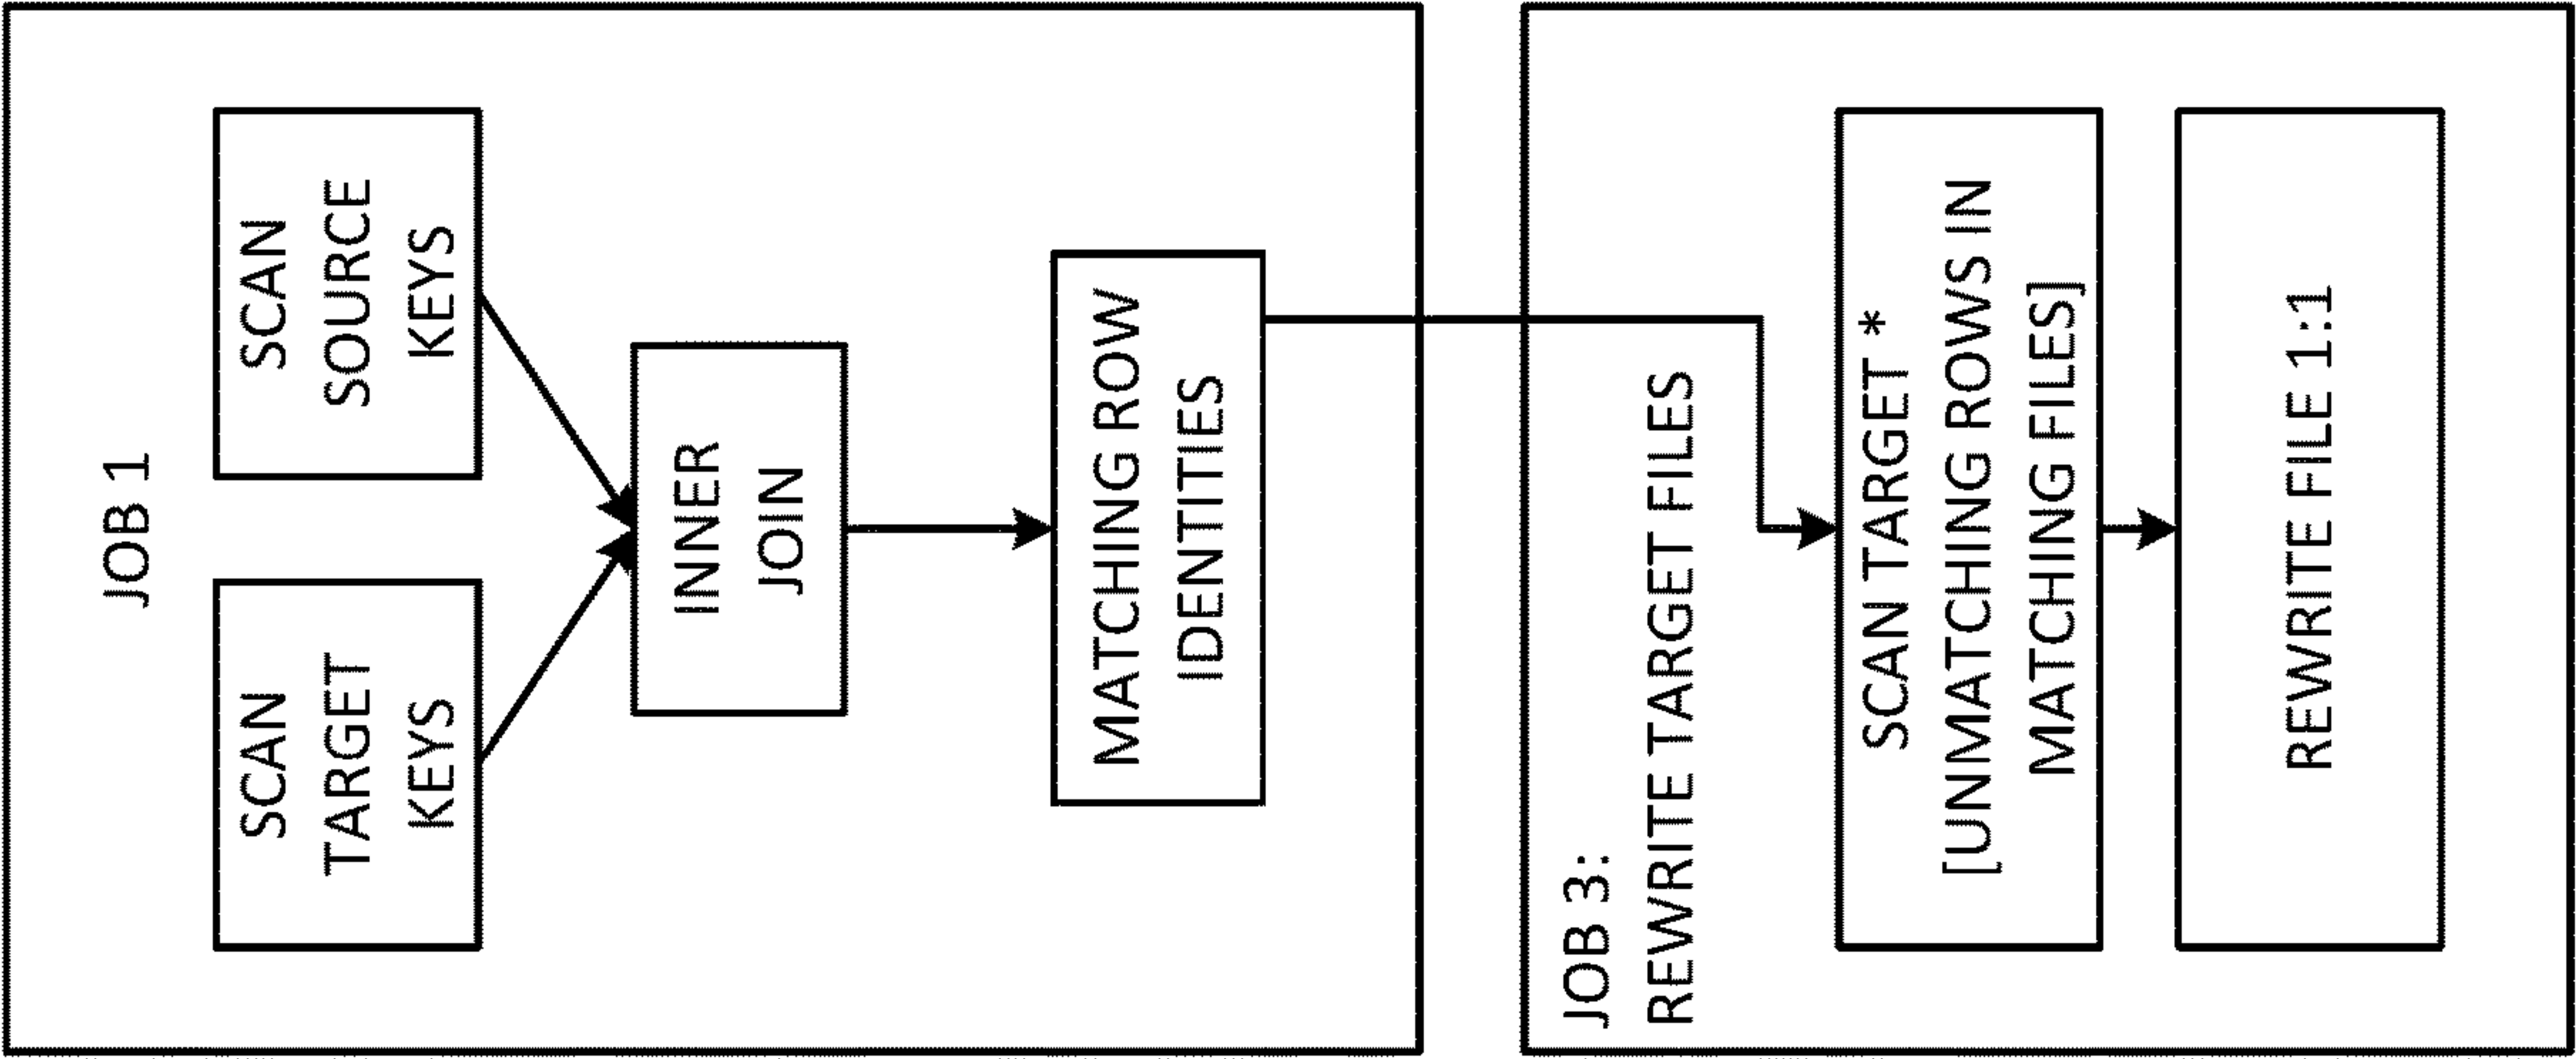 JOB 1
SCAN
TARGET
KEYS
SCAN
SOURCE
KEYS
INNER
JOIN
MATCHING ROW
IDENTITIES
JOB 3:
REWRITE TARGET FILES
SCAN TARGET *
[UNMATCHING ROWS IN
MATCHING FILES]
REWRITE FILE 1:1